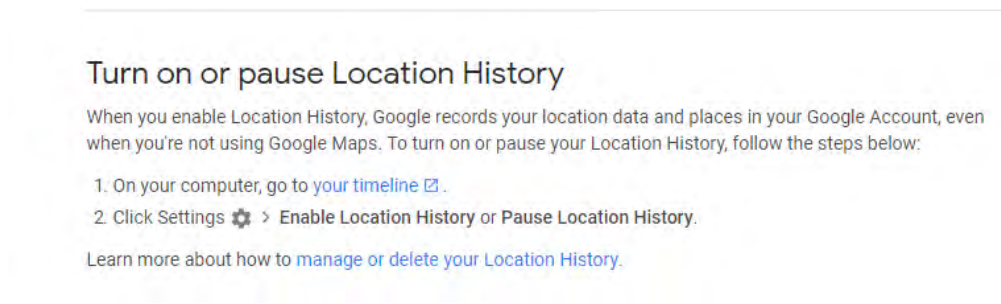 Turn on or pause Location History
When you enable Location History, Google records your location data and places in your Google Account, even
when you're not using Google Maps. To turn on or pause your Location History, follow the steps below:
1. On your computer, go to your timeline.
2. Click Settings > Enable Location History or Pause Location History.
Learn more about how to manage or delete your Location History.